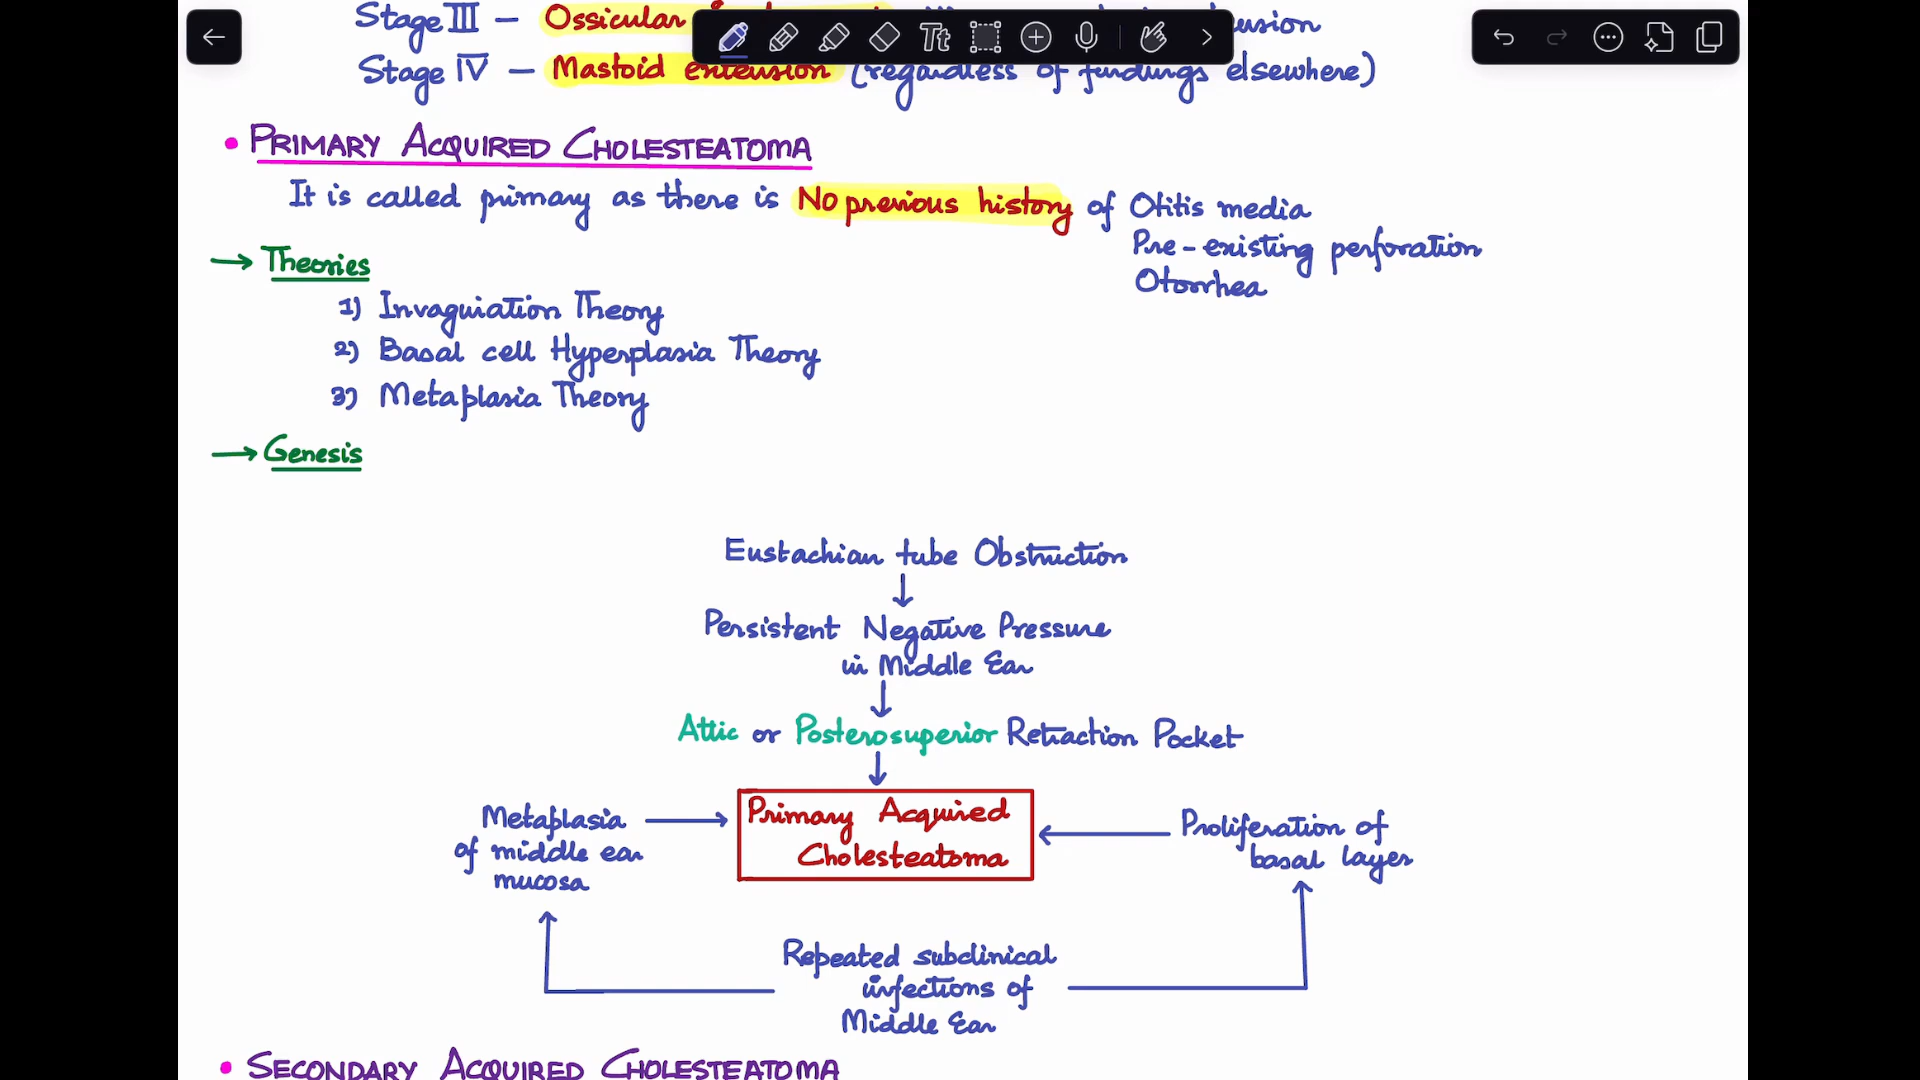 Stage III – Ossicular
Stage IV – Mastoid extension (regardless of findings elsewhere)
• PRIMARY ACQUIRED CHOLESTEATOMA
It is called primary as there is No previous history of Otitis media
Pre-existing perforation
Otorrhea
→ Theories
1) Invaguiation Theory
2) Basal cell Hyperplasia Theory
3) Metaplasia Theory
→ Genesis
Eustachian tube Obstruction
Persistent Negative Pressure
in Middle Ear
Attic or Posterosuperior Retraction Pocket
Primary Acquired
Cholesteatoma
Metaplasia
of middle ear
mucosa
Proliferation of
basal layer
Repeated subclinical
infections of
Middle Ear
• SECONDARY ACQUIRED CHOLESTEATOMA